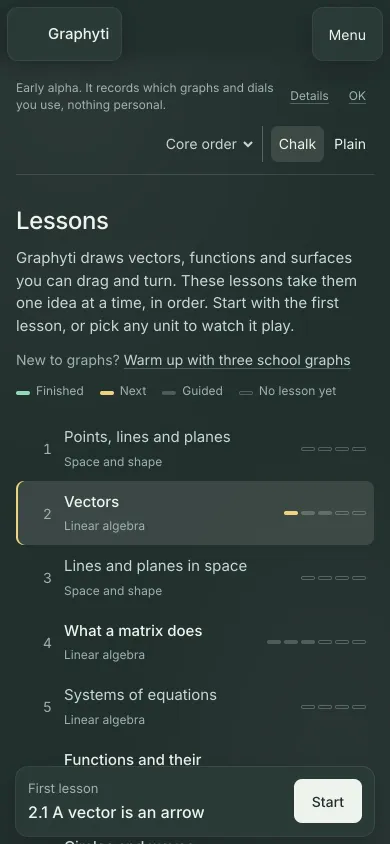 Graphyti
Menu
Early alpha. It records which graphs and dials
you use, nothing personal.
Details
OK
Core order
Chalk
Plain
Lessons
Graphyti draws vectors, functions and surfaces
you can drag and turn. These lessons take them
one idea at a time, in order. Start with the first
lesson, or pick any unit to watch it play.
New to graphs? Warm up with three school graphs
Finished
Next
Guided
No lesson yet
1
Points, lines and planes
Space and shape
2
Vectors
Linear algebra
3
Lines and planes in space
Space and shape
4
What a matrix does
Linear algebra
5
Systems of equations
Linear algebra
Functions and their
First lesson
2.1 A vector is an arrow
Start